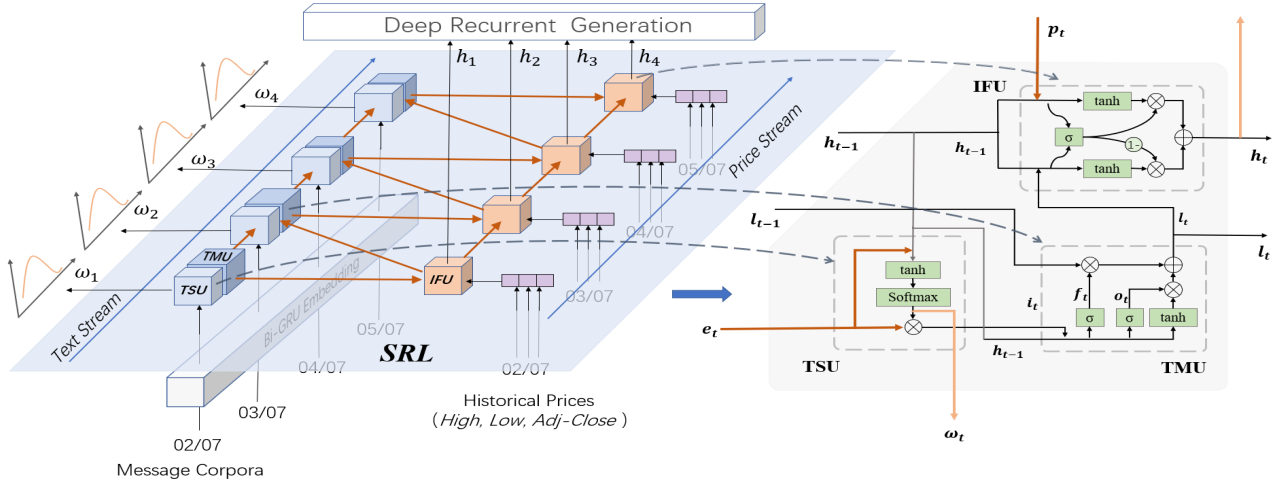 Deep Recurrent Generation
h₁
h₂
h₃
h₄
ω₄
ω₃
ω₂
ω₁
TMU
TSU
IFU
Text Stream
Price Stream
Bi-GRU Embedding
SRL
05/07
04/07
03/07
02/07
05/07
04/07
03/07
02/07
Message Corpora
Historical Prices
(High, Low, Adj-Close)
pₜ
IFU
tanh
σ
1-
tanh
hₜ₋₁
hₜ₋₁
hₜ
lₜ₋₁
lₜ
lₜ
tanh
Softmax
eₜ
TSU
ωₜ
iₜ
hₜ₋₁
fₜ
oₜ
σ
σ
tanh
TMU